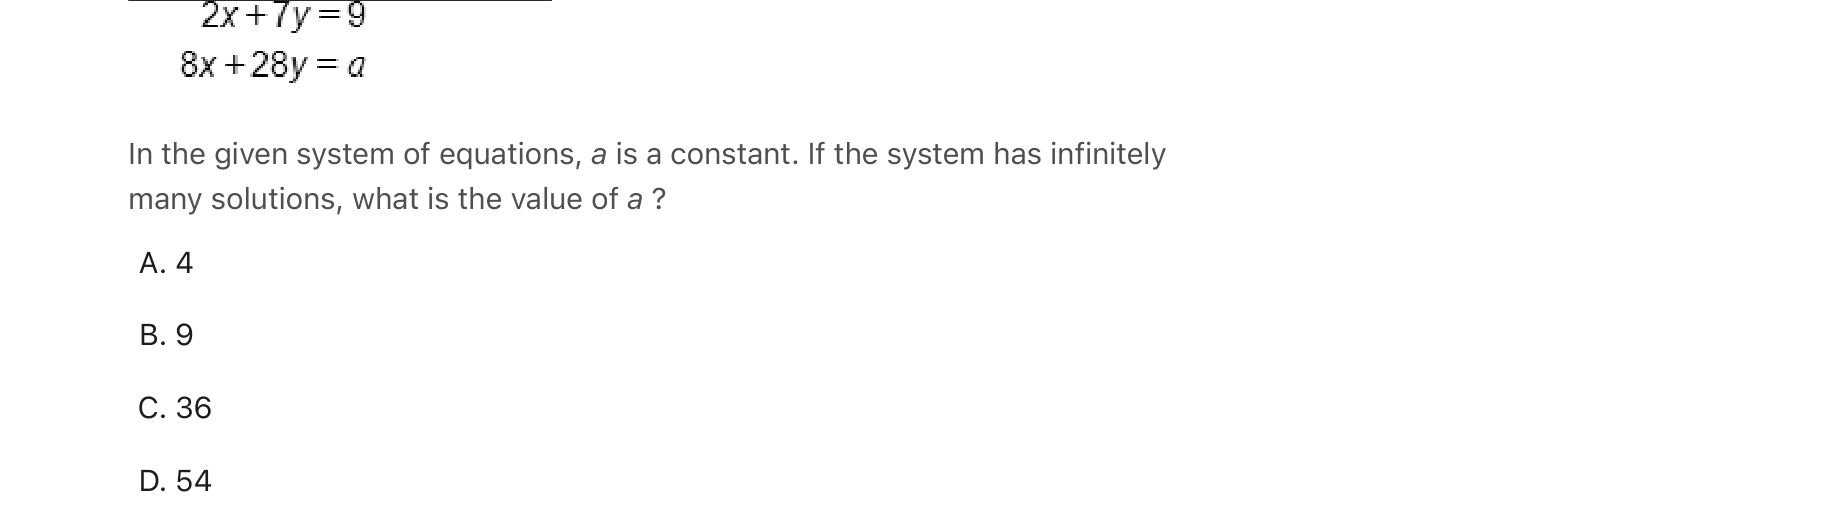 2x+7y=9
8x+28y=a
In the given system of equations, a is a constant. If the system has infinitely
many solutions, what is the value of a ?
A. 4
B. 9
C. 36
D. 54